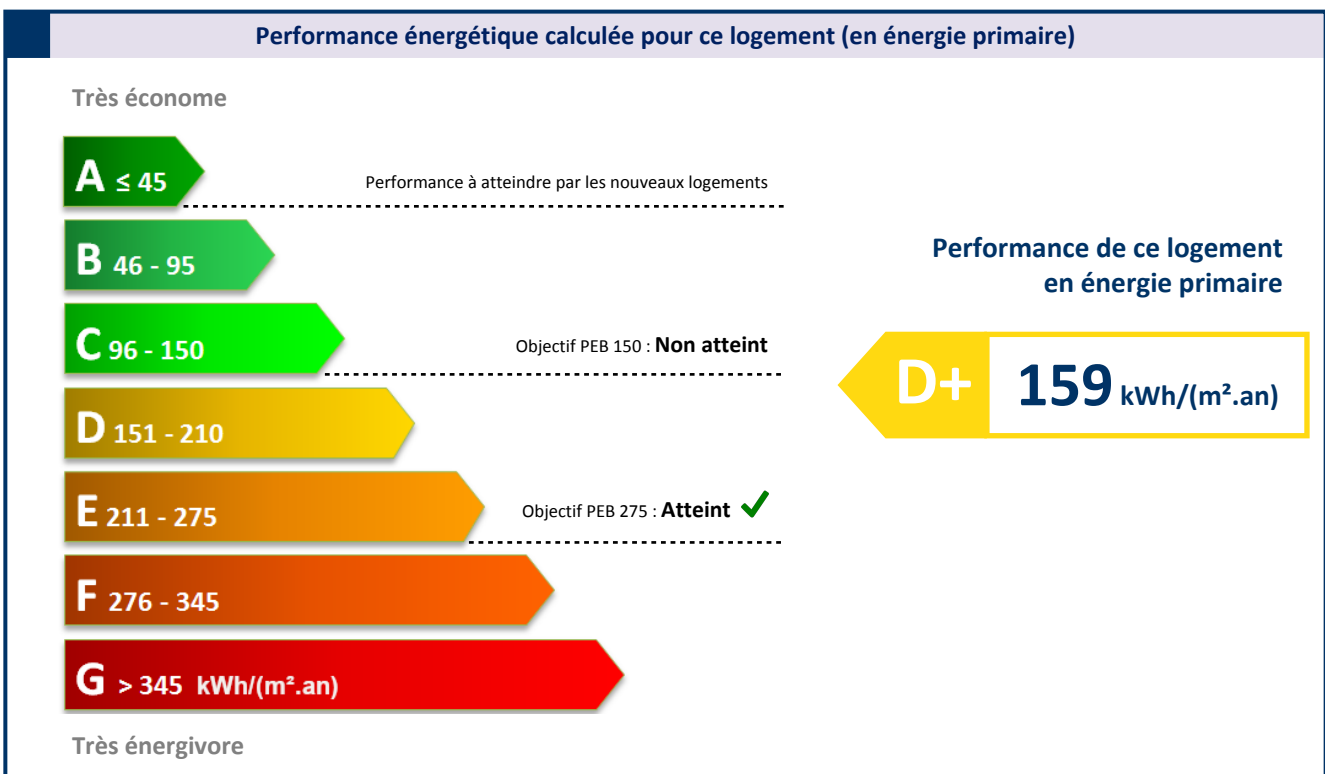 Performance énergétique calculée pour ce logement (en énergie primaire)
Très économe
A ≤ 45
Performance à atteindre par les nouveaux logements
B 46 - 95
Performance de ce logement
en énergie primaire
C 96 - 150
Objectif PEB 150 : Non atteint
D+ 159 kWh/(m².an)
D 151 - 210
E 211 - 275
Objectif PEB 275 : Atteint ✓
F 276 - 345
G > 345 kWh/(m².an)
Très énergivore